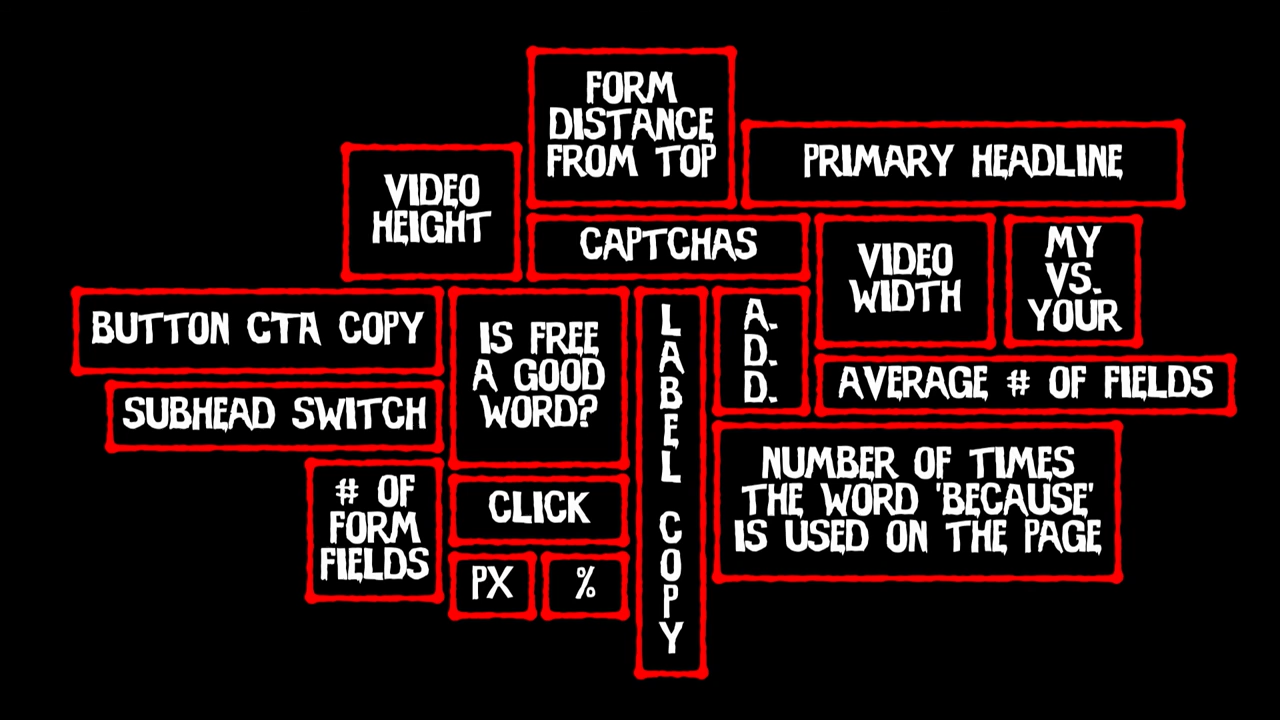 FORM
DISTANCE
FROM TOP
PRIMARY HEADLINE
VIDEO
HEIGHT
CAPTCHAS
VIDEO
WIDTH
MY
VS.
YOUR
BUTTON CTA COPY
IS FREE
A GOOD
WORD?
LABEL COPY
A.
D.
D.
AVERAGE # OF FIELDS
SUBHEAD SWITCH
NUMBER OF TIMES
THE WORD 'BECAUSE'
IS USED ON THE PAGE
# OF
FORM
FIELDS
CLICK
PX
%